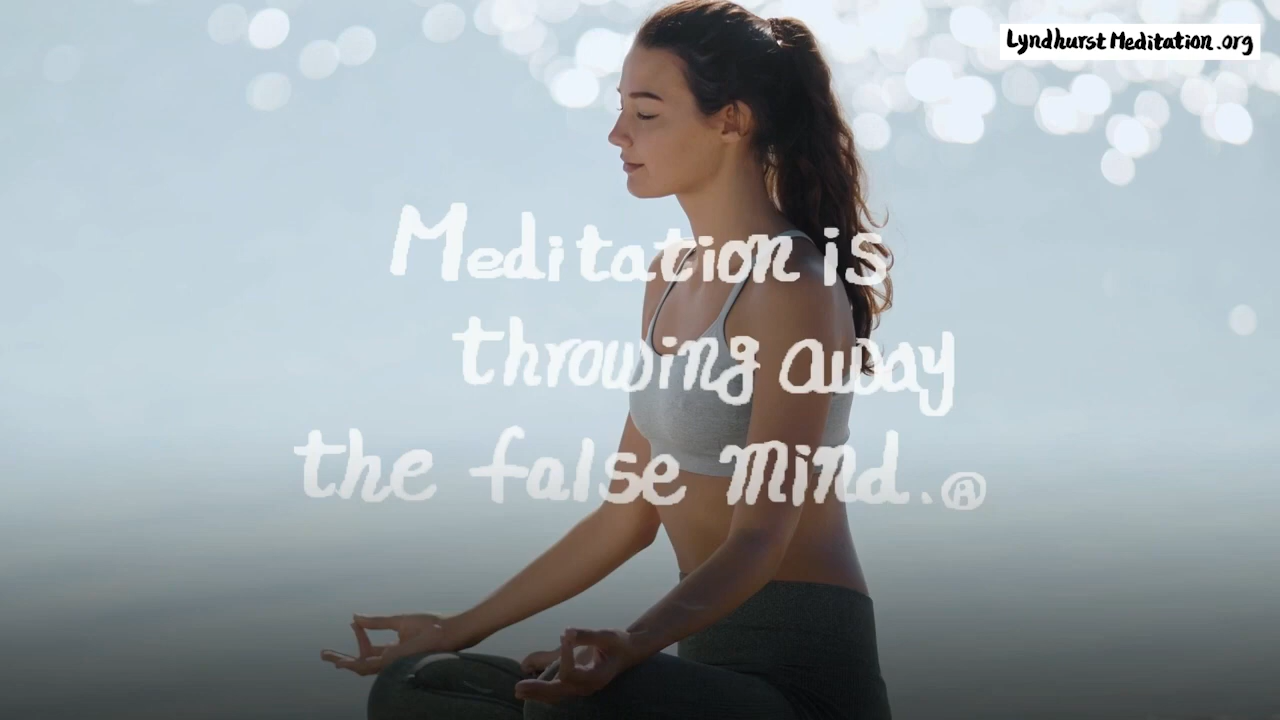 LyndhurstMeditation.org
Meditation is
throwing away
the false mind.